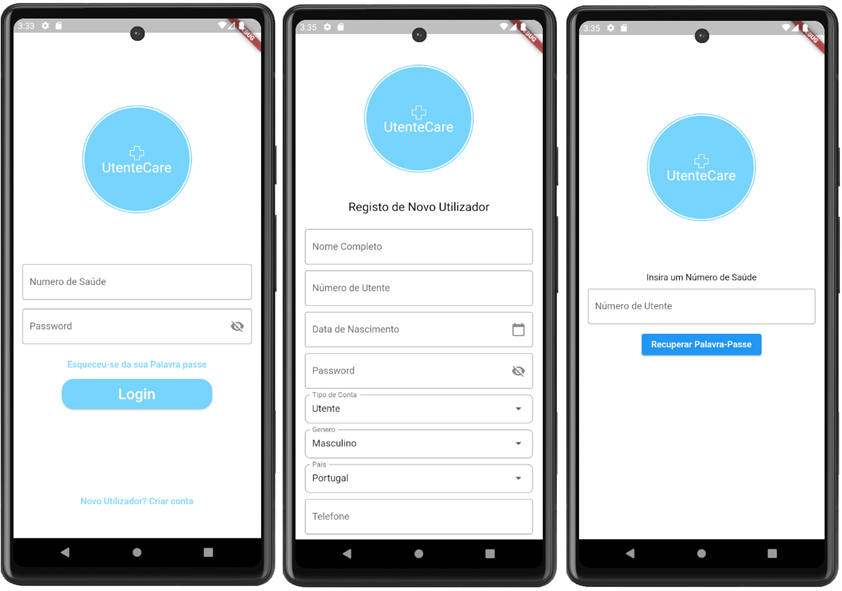 3:33
UtenteCare
Numero de Saúde
Password
Esqueceu-se da sua Palavra passe
Login
Novo Utilizador? Criar conta
3:35
UtenteCare
Registo de Novo Utilizador
Nome Completo
Número de Utente
Data de Nascimento
Password
Tipo de Conta
Utente
Genero
Masculino
País
Portugal
Telefone
3:35
UtenteCare
Insira um Número de Saúde
Número de Utente
Recuperar Palavra-Passe